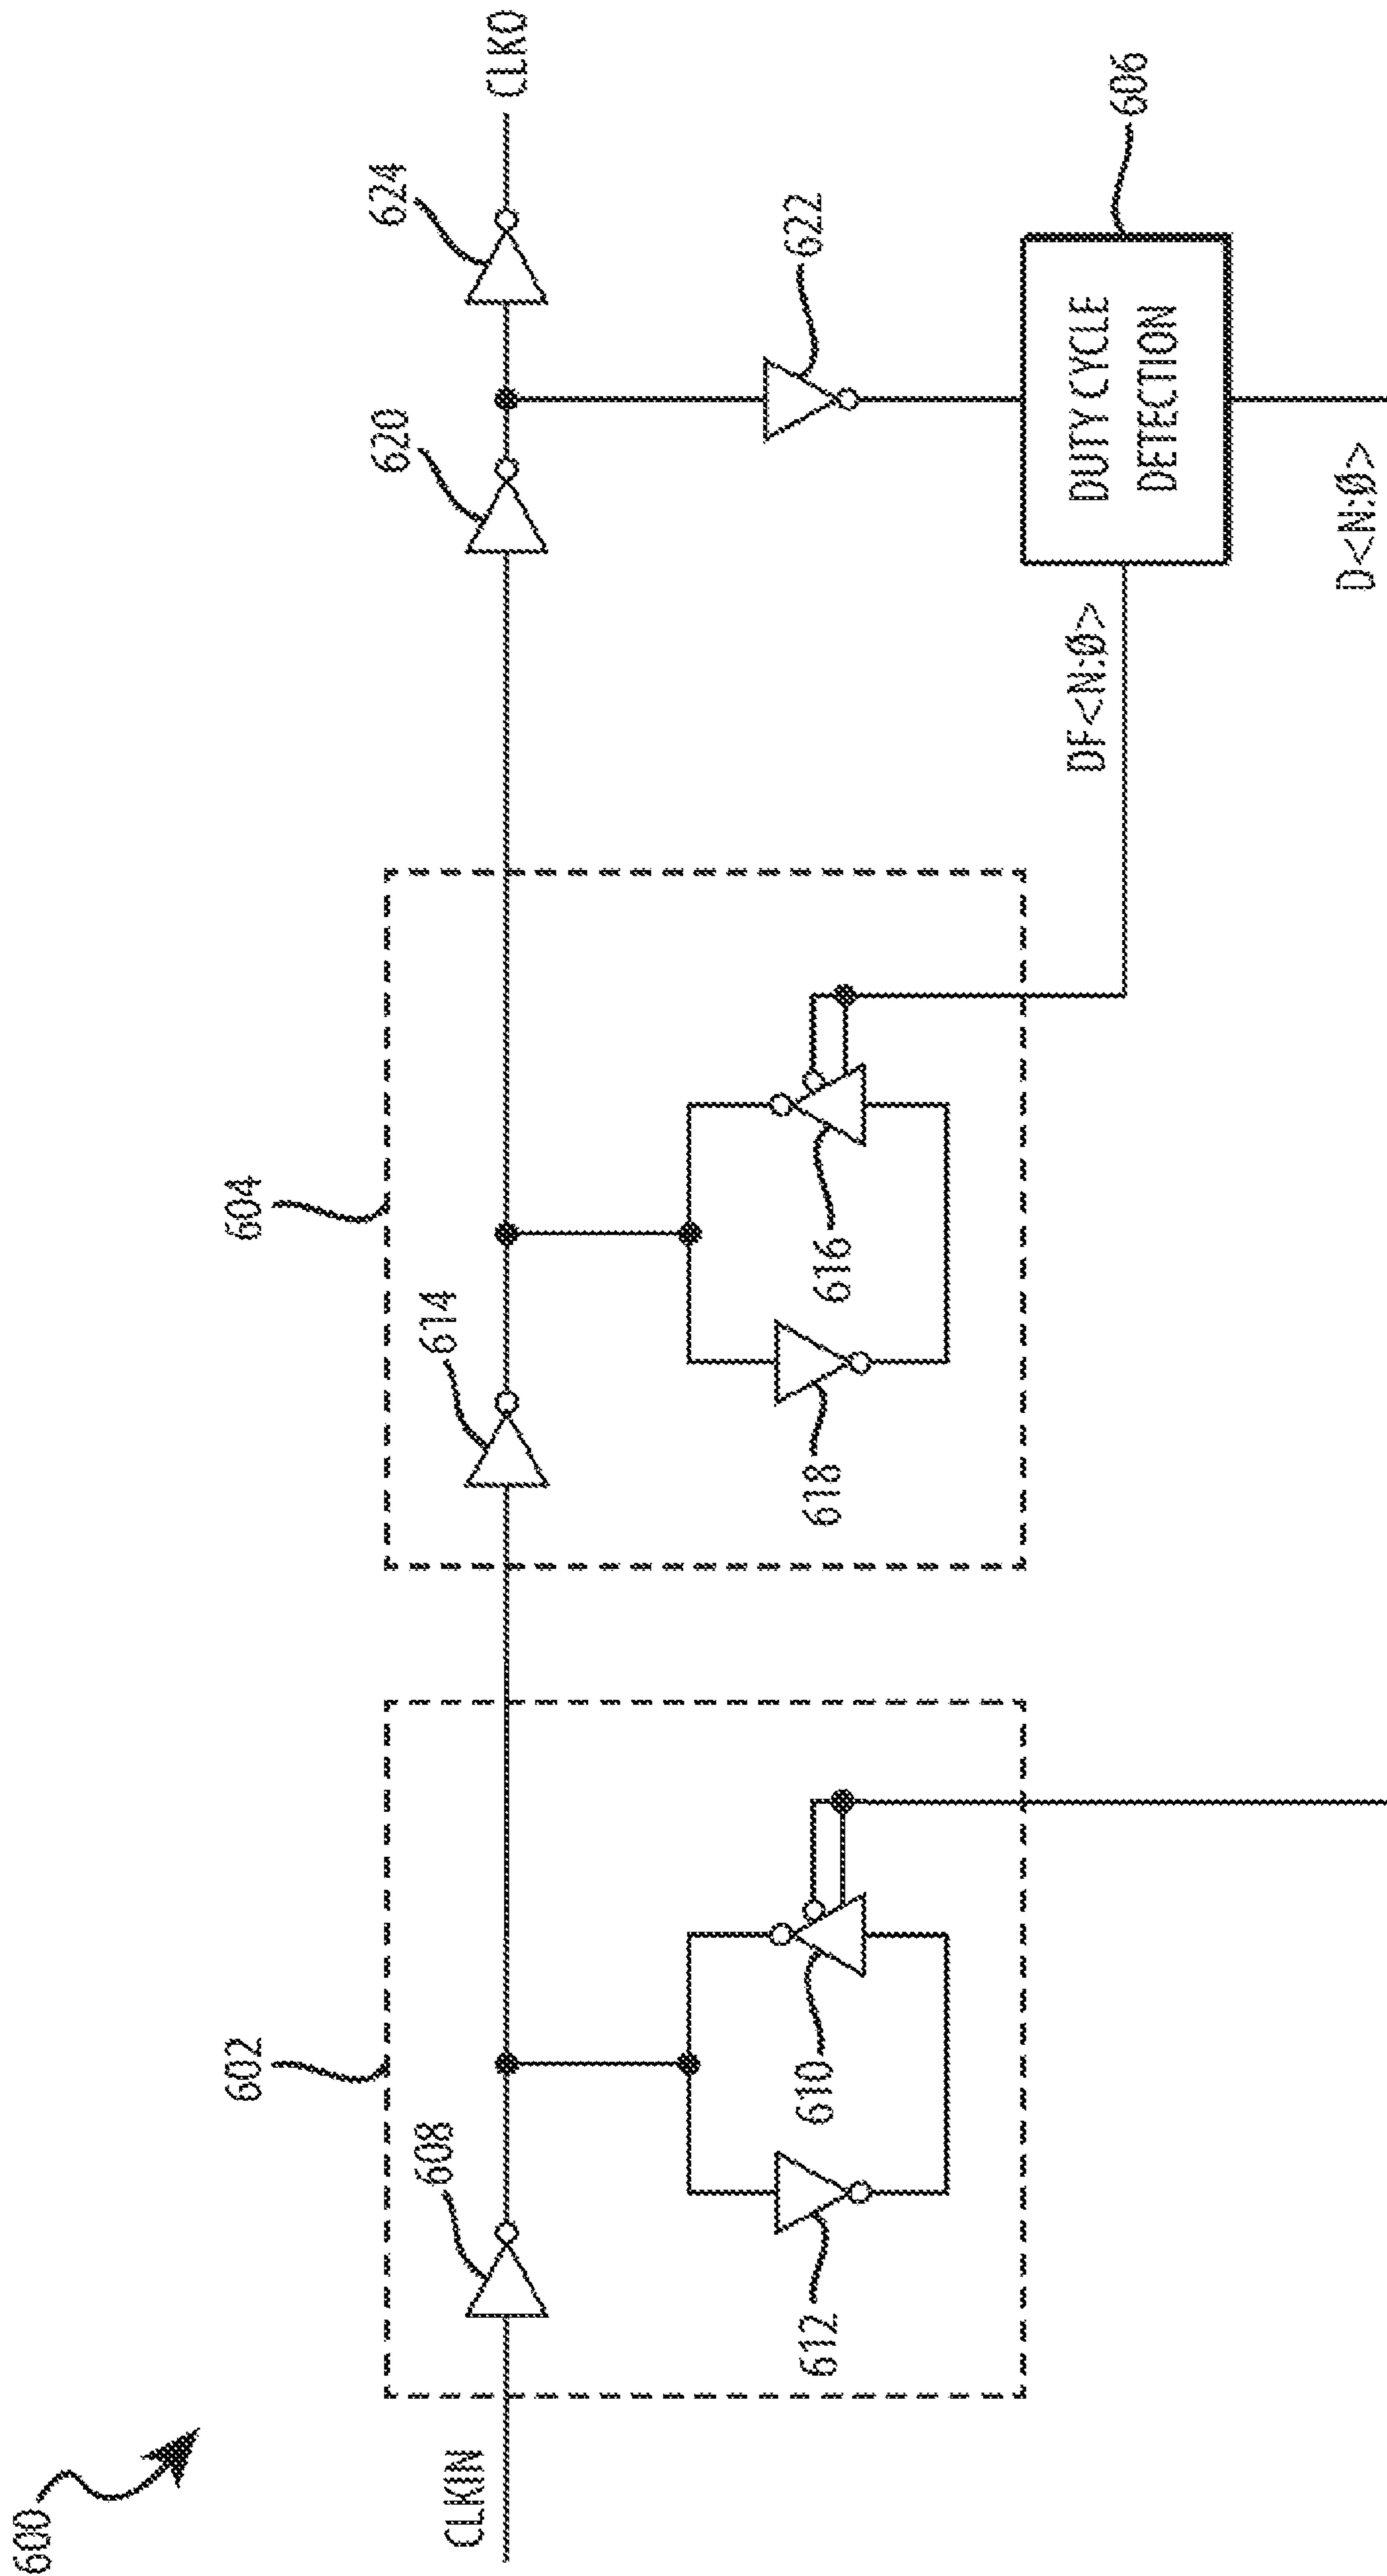 600
602
604
CLKIN
608
614
620
624
CLKO
612
610
618
616
622
DF<N:Ø>
DUTY CYCLE
DETECTION
606
D<N:Ø>